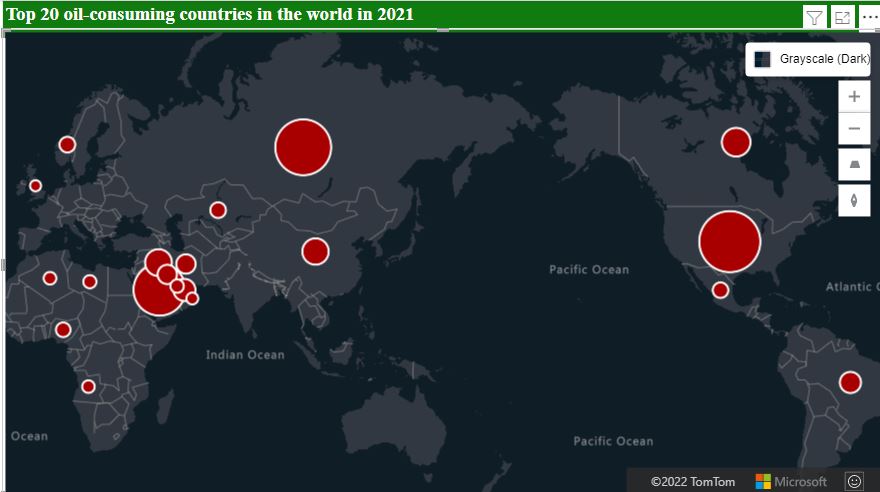 Top 20 oil-consuming countries in the world in 2021
Grayscale (Dark)
Pacific Ocean
Atlantic
Indian Ocean
Ocean
Pacific Ocean
©2022 TomTom
Microsoft